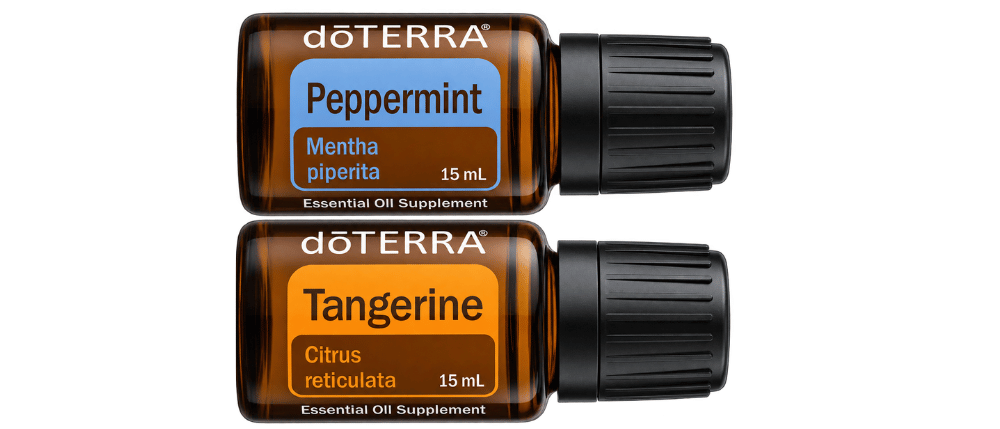 dōTERRA®
Peppermint
Mentha
piperita 15 mL
Essential Oil Supplement
dōTERRA®
Tangerine
Citrus
reticulata 15 mL
Essential Oil Supplement